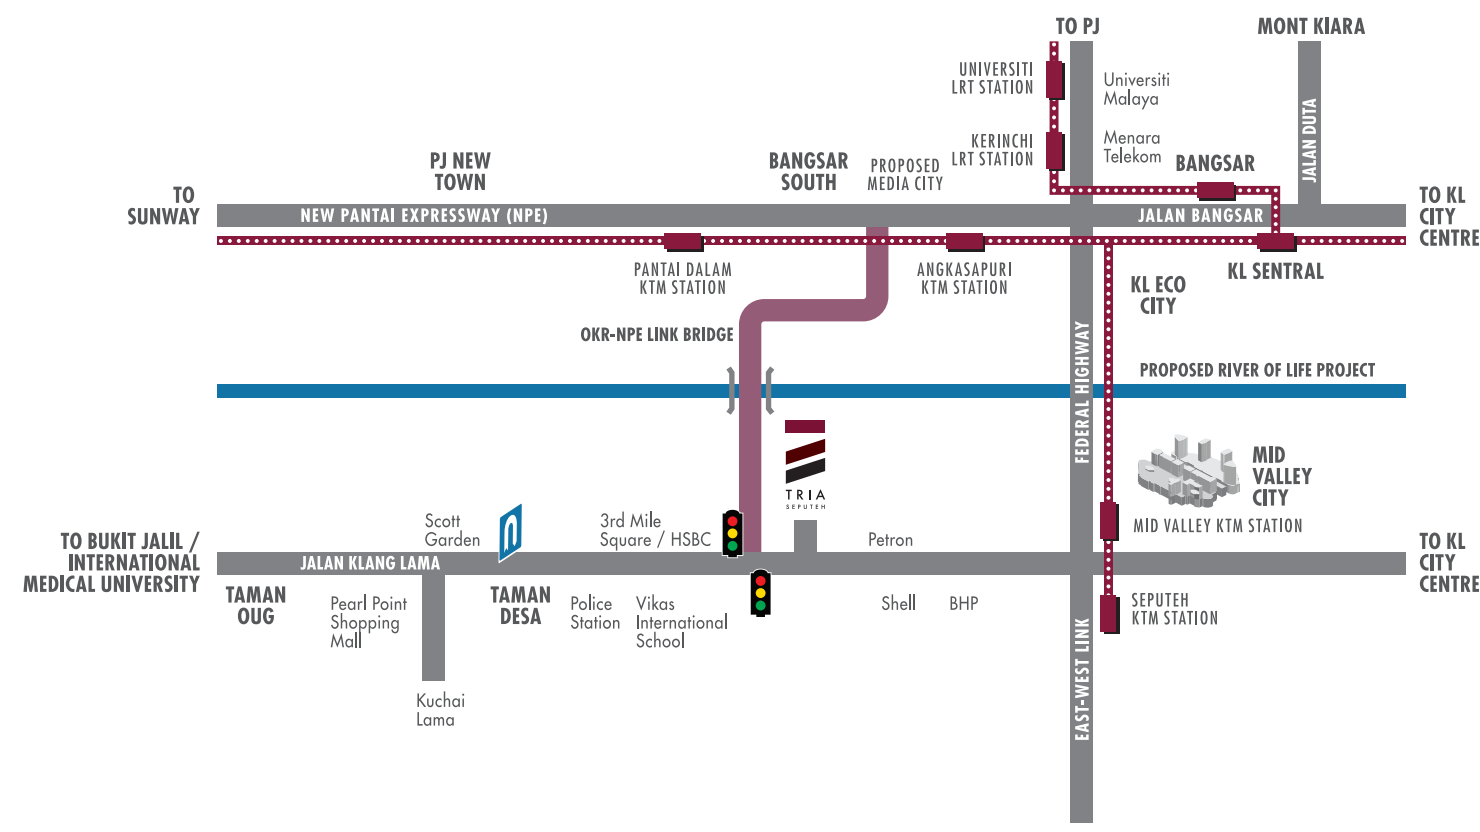 TO PJ
MONT KIARA
UNIVERSITI
LRT STATION
Universiti
Malaya
JALAN DUTA
KERINCHI
LRT STATION
Menara
Telekom
PJ NEW
TOWN
BANGSAR
SOUTH
PROPOSED
MEDIA CITY
BANGSAR
TO
SUNWAY
NEW PANTAI EXPRESSWAY (NPE)
JALAN BANGSAR
TO KL
CITY
CENTRE
PANTAI DALAM
KTM STATION
ANGKASAPURI
KTM STATION
KL ECO
CITY
KL SENTRAL
OKR-NPE LINK BRIDGE
FEDERAL HIGHWAY
PROPOSED RIVER OF LIFE PROJECT
TRIA
SEPUTEH
MID
VALLEY
CITY
MID VALLEY KTM STATION
Scott
Garden
3rd Mile
Square / HSBC
Petron
TO BUKIT JALIL /
INTERNATIONAL
MEDICAL UNIVERSITY
JALAN KLANG LAMA
TO KL
CITY
CENTRE
TAMAN
OUG
Pearl Point
Shopping
Mall
TAMAN
DESA
Police
Station
Vikas
International
School
Shell
BHP
SEPUTEH
KTM STATION
EAST-WEST LINK
Kuchai
Lama